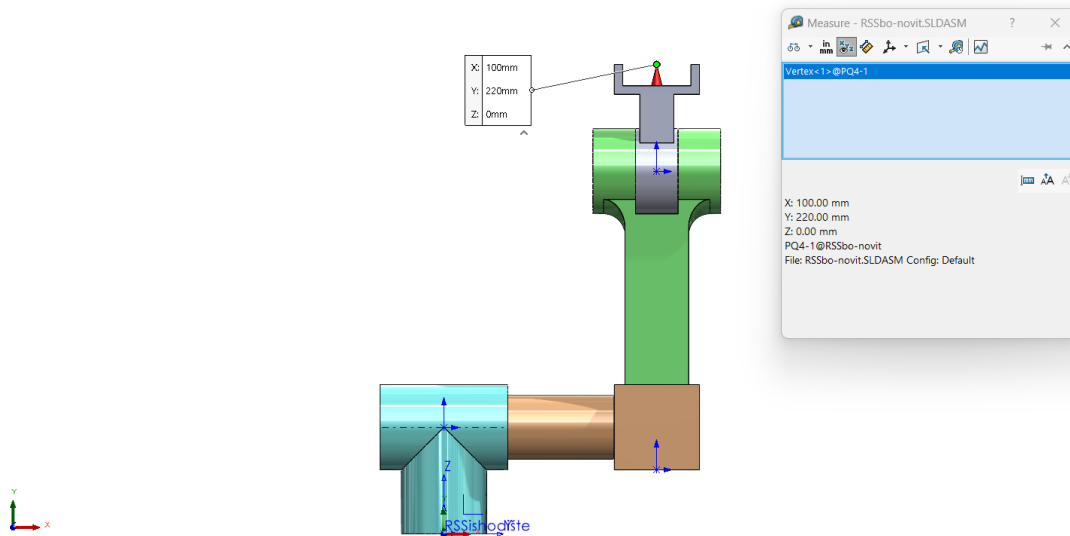 Measure - RSSbo-novit.SLDASM
?
in
mm
Vertex<1>@PQ4-1
X: 100mm
Y: 220mm
Z: 0mm
X: 100.00 mm
Y: 220.00 mm
Z: 0.00 mm
PQ4-1@RSSbo-novit
File: RSSbo-novit.SLDASM Config: Default
Z
Y
X